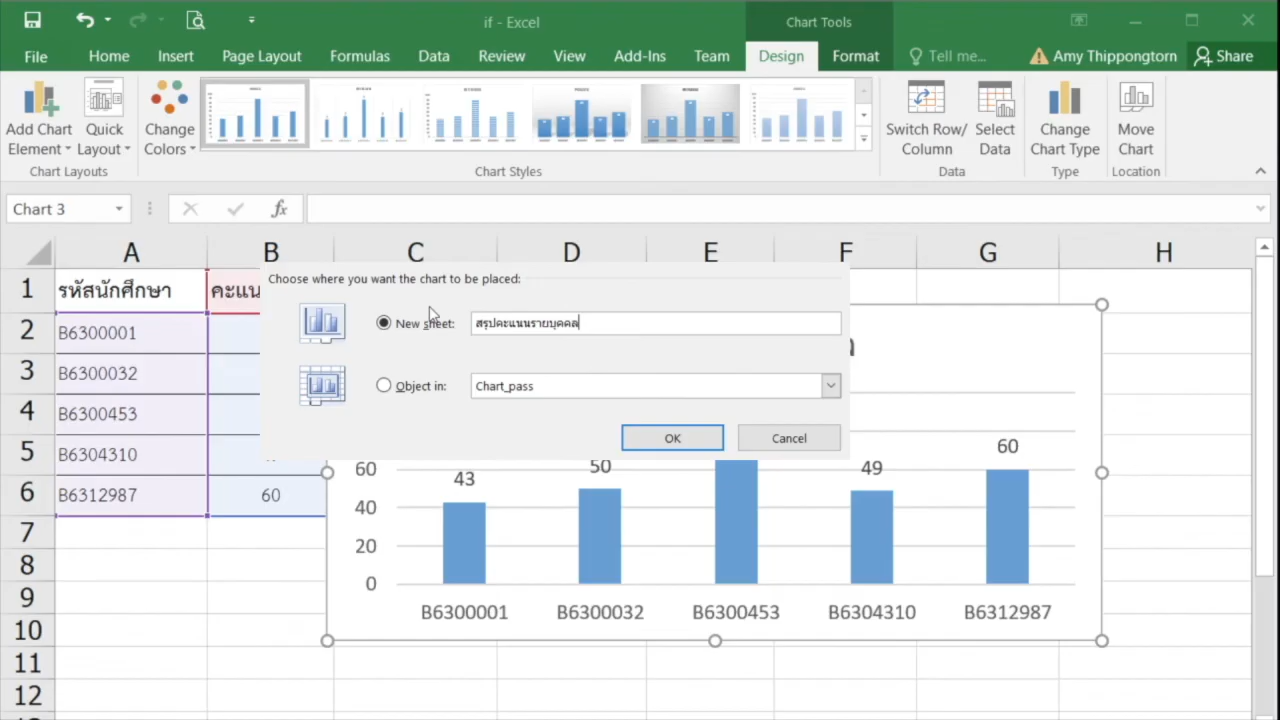 if - Excel
Chart Tools
File
Home
Insert
Page Layout
Formulas
Data
Review
View
Add-Ins
Team
Design
Format
Tell me...
Amy Thippongtorn
Share
Add Chart
Element
Quick
Layout
Change
Colors
Switch Row/
Column
Select
Data
Change
Chart Type
Move
Chart
Chart Layouts
Chart Styles
Data
Type
Location
Chart 3
fx
A B C D E F G H
1 รหัสนักศึกษา คะแน
2 B6300001
3 B6300032
4 B6300453
5 B6304310
6 B6312987 60
7
8
9
10
11
12
Choose where you want the chart to be placed:
New sheet: สรุปคะแนนรายบุคคล
Object in: Chart_pass
OK Cancel
60
40
20
0
43
50
49
60
B6300001
B6300032
B6300453
B6304310
B6312987